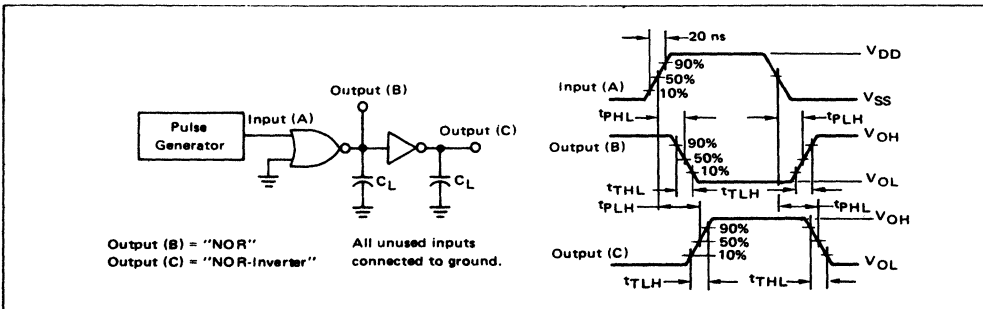 Pulse
Generator
Input (A)
Output (B)
Output (C)
CL
CL
Output (B) = "NOR"
Output (C) = "NOR-Inverter"
All unused inputs
connected to ground.
20 ns
VDD
90%
50%
10%
Input (A)
VSS
tPHL
tPLH
Output (B)
VOH
90%
50%
10%
VOL
tTHL
tTLH
tPLH
tPHL
VOH
90%
50%
10%
Output (C)
VOL
tTLH
tTHL